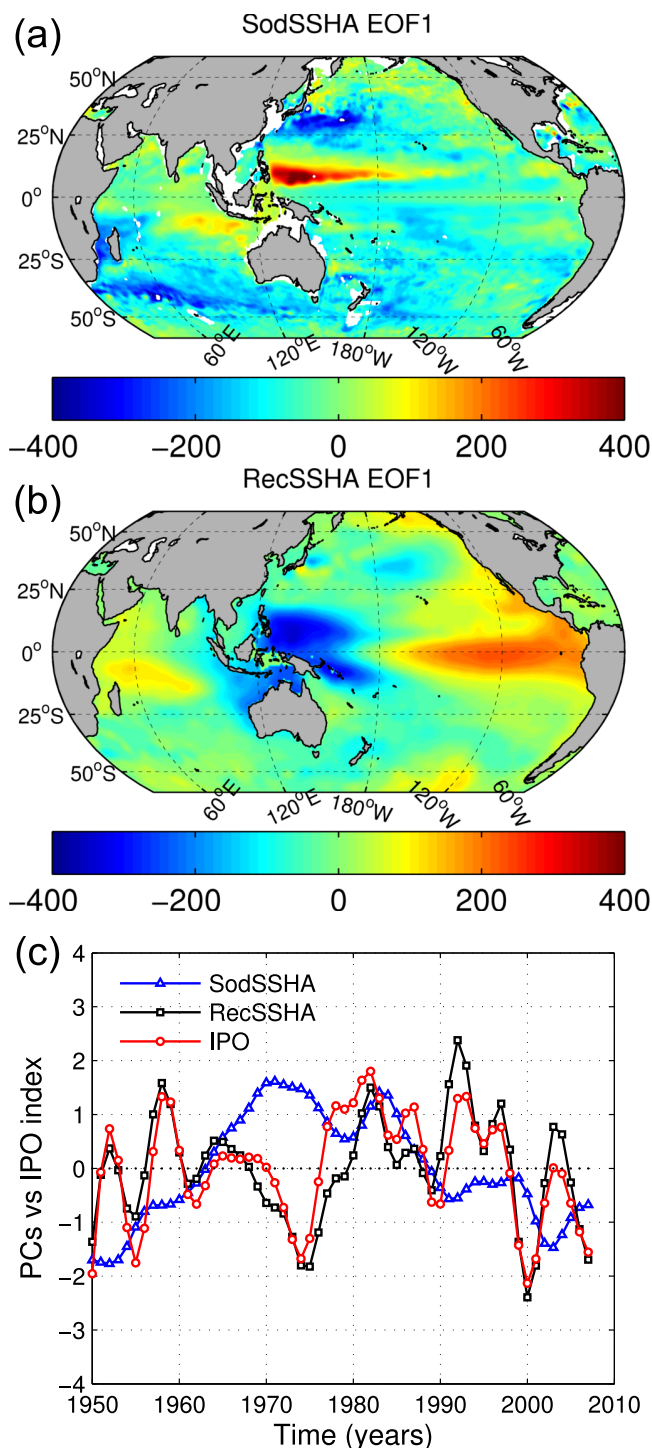 (a)
SodSSHA EOF1
50°N
25°N
0°
25°S
50°S
60°E
120°E
180°W
120°W
60°W
−400
−200
0
200
400
(b)
RecSSHA EOF1
50°N
25°N
0°
25°S
50°S
60°E
120°E
180°W
120°W
60°W
−400
−200
0
200
400
(c)
PCs vs IPO index
4
3
2
1
0
−1
−2
−3
−4
SodSSHA
RecSSHA
IPO
1950
1960
1970
1980
1990
2000
2010
Time (years)